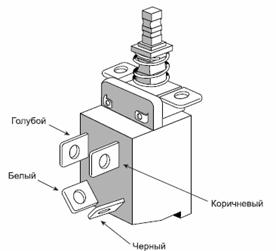 Голубой
Коричневый
Белый
Черный